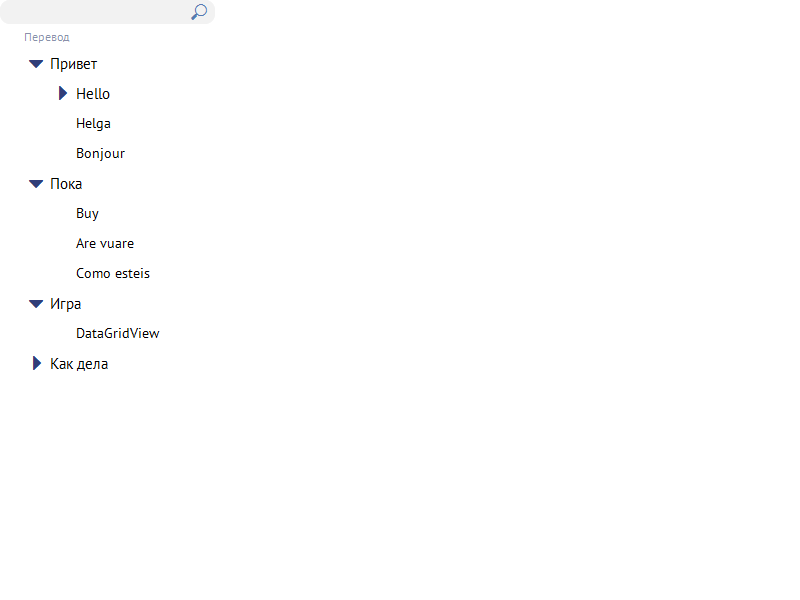 Перевод
Привет
Hello
Helga
Bonjour
Пока
Buy
Are vuare
Como esteis
Игра
DataGridView
Как дела